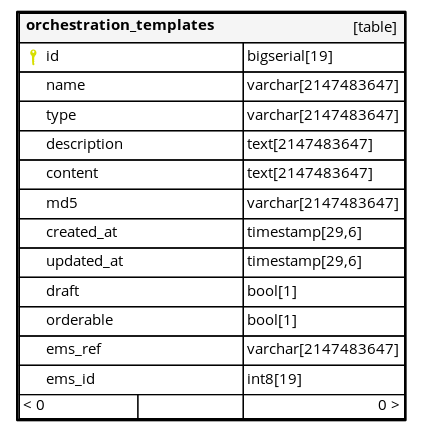 orchestration_templates [table]
id bigserial[19]
name varchar[2147483647]
type varchar[2147483647]
description text[2147483647]
content text[2147483647]
md5 varchar[2147483647]
created_at timestamp[29,6]
updated_at timestamp[29,6]
draft bool[1]
orderable bool[1]
ems_ref varchar[2147483647]
ems_id int8[19]
< 0 0 >